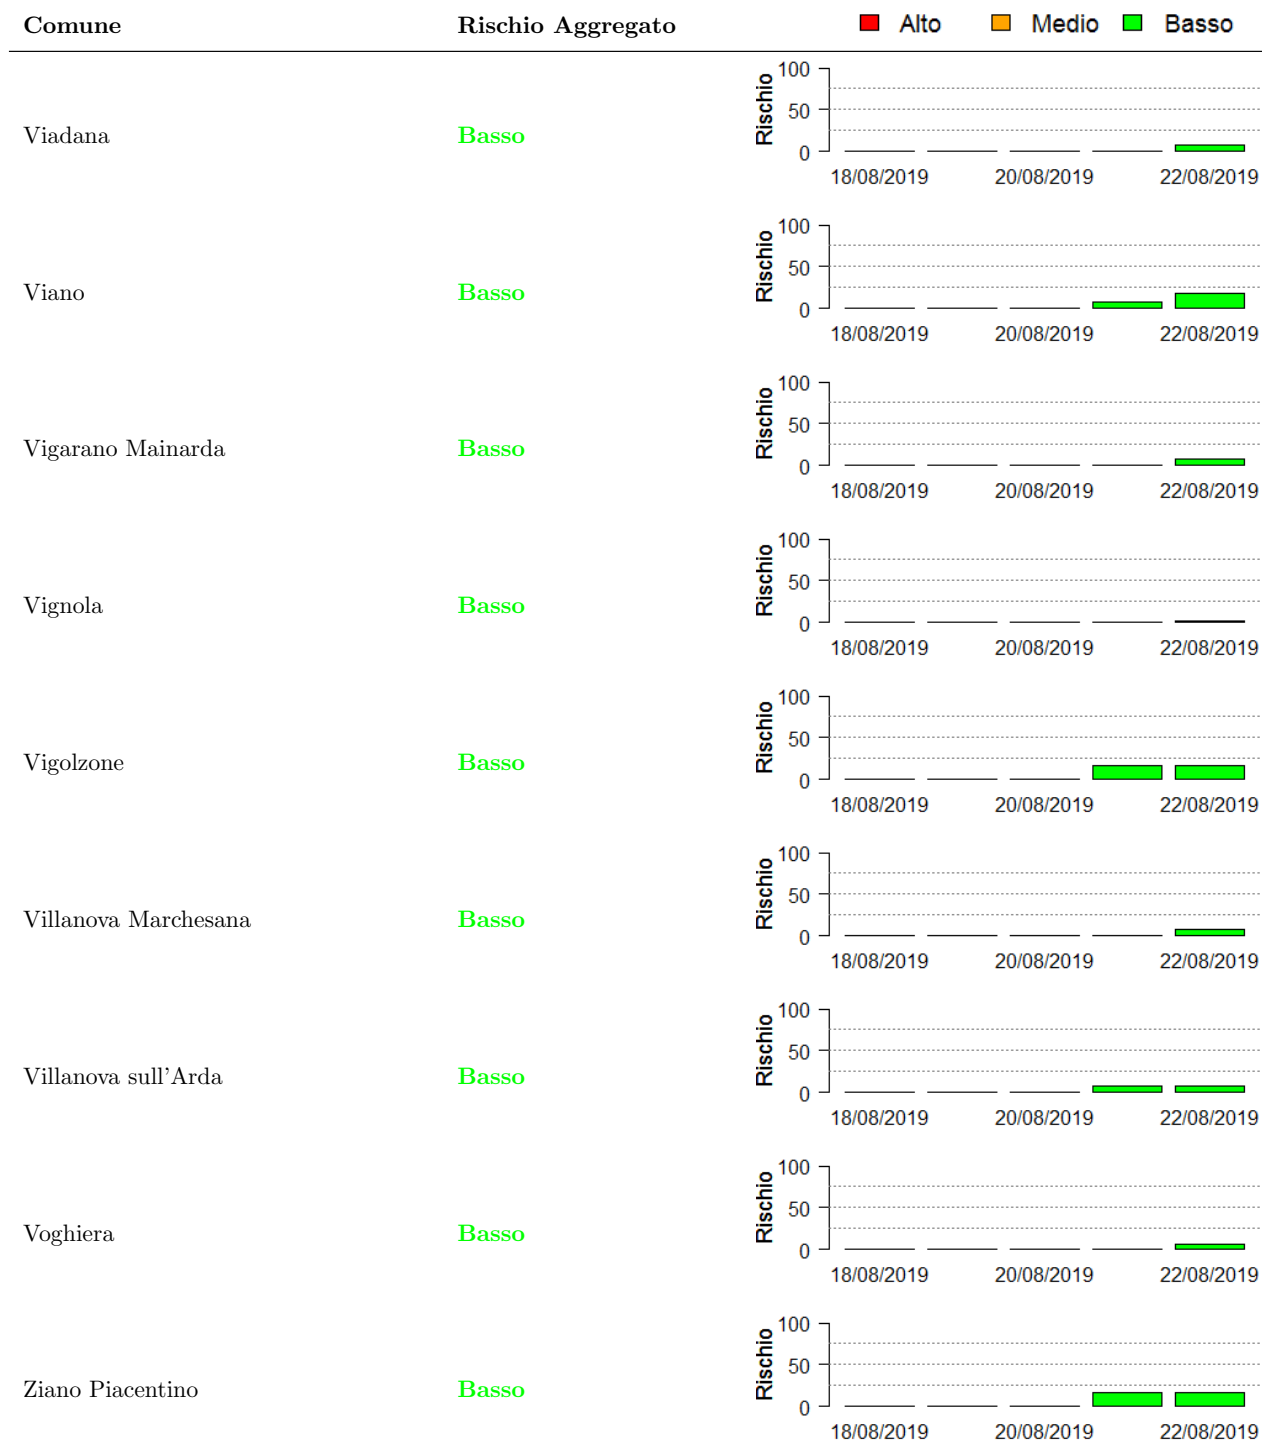 Comune Rischio Aggregato Alto Medio Basso
100
50
0
Rischio
Viadana Basso
18/08/2019 20/08/2019 22/08/2019
100
50
0
Rischio
Viano Basso
18/08/2019 20/08/2019 22/08/2019
100
50
0
Rischio
Vigarano Mainarda Basso
18/08/2019 20/08/2019 22/08/2019
100
50
0
Rischio
Vignola Basso
18/08/2019 20/08/2019 22/08/2019
100
50
0
Rischio
Vigolzone Basso
18/08/2019 20/08/2019 22/08/2019
100
50
0
Rischio
Villanova Marchesana Basso
18/08/2019 20/08/2019 22/08/2019
100
50
0
Rischio
Villanova sull'Arda Basso
18/08/2019 20/08/2019 22/08/2019
100
50
0
Rischio
Voghiera Basso
18/08/2019 20/08/2019 22/08/2019
100
50
0
Rischio
Ziano Piacentino Basso
18/08/2019 20/08/2019 22/08/2019